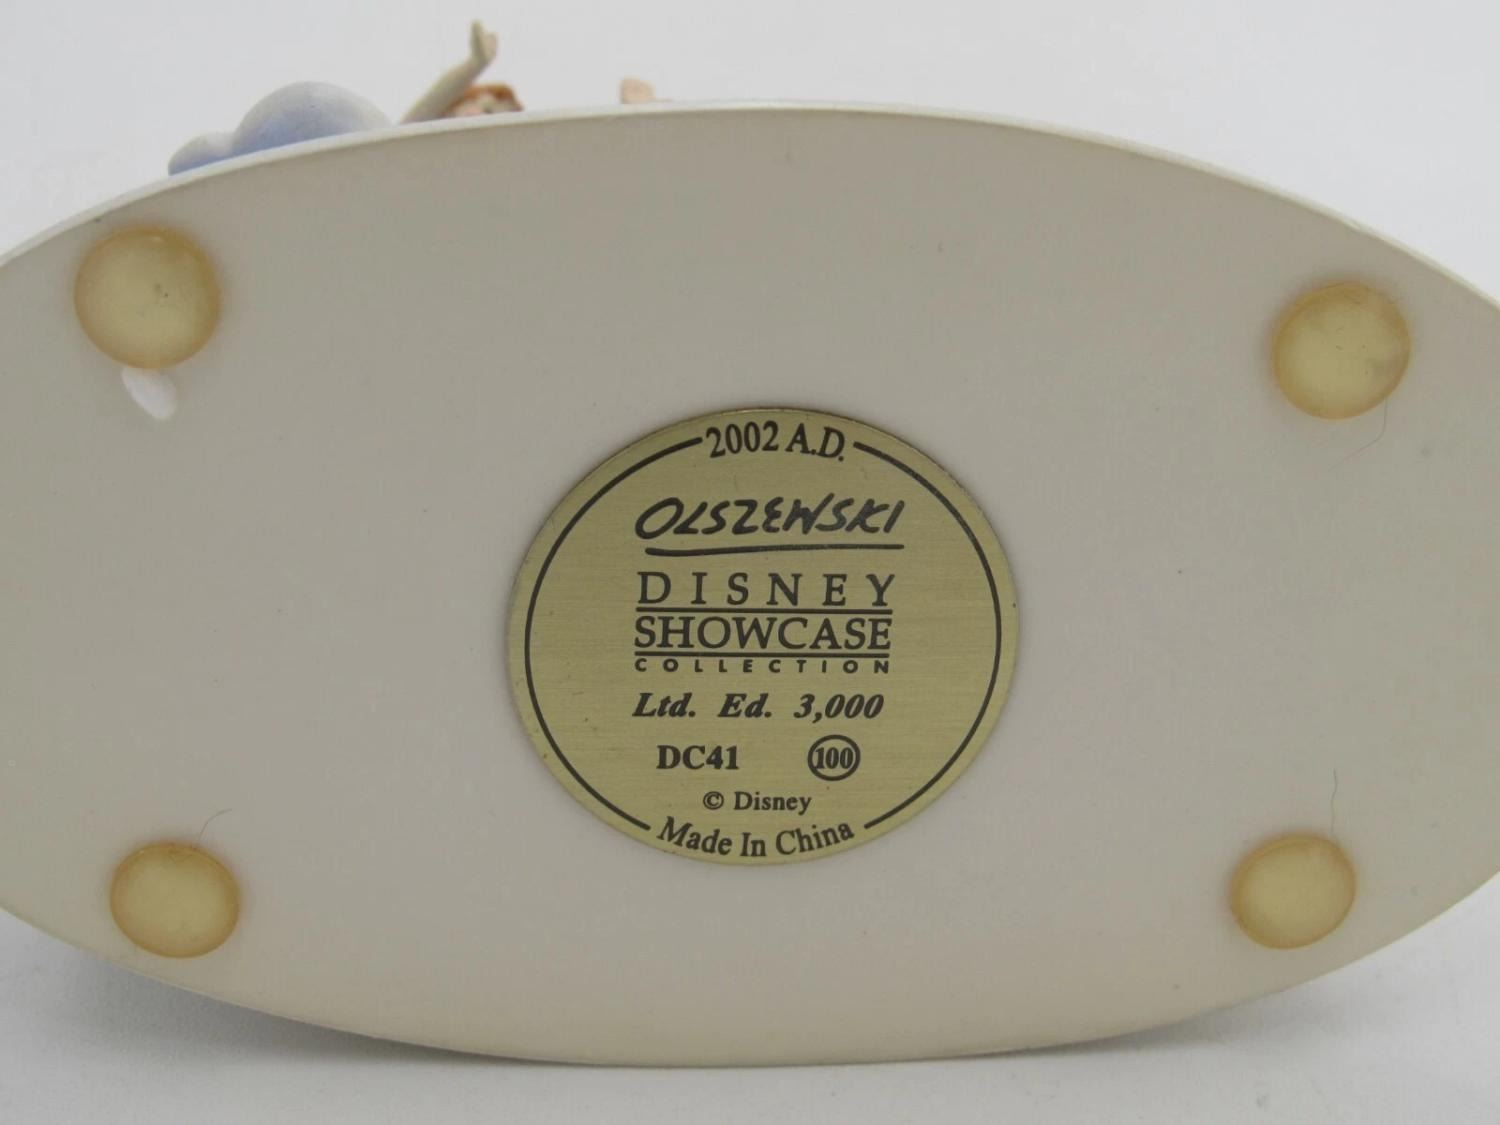 2002 A.D.
OLSZEWSKI
DISNEY
SHOWCASE
COLLECTION
Ltd. Ed. 3,000
DC41 100
© Disney
Made In China